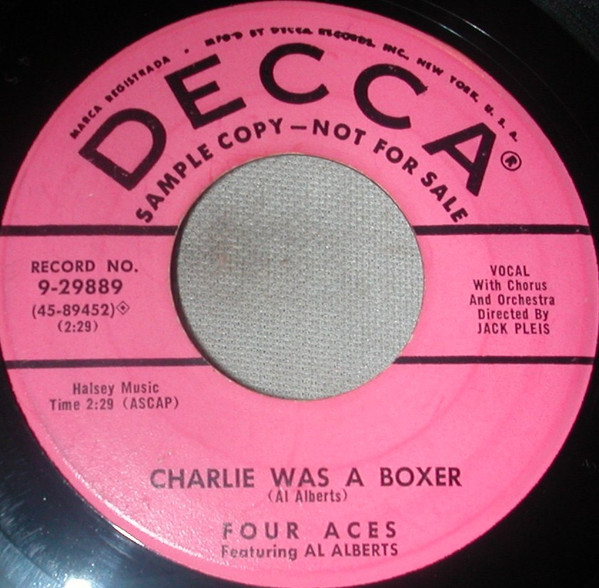 MARCA REGISTRADA • MFG'D BY DECCA RECORDS, INC., NEW YORK, U. S. A.
DECCA®
SAMPLE COPY—NOT FOR SALE
RECORD NO.
9-29889
(45-89452)
(2:29)
VOCAL
With Chorus
And Orchestra
Directed By
JACK PLEIS
Halsey Music
Time 2:29 (ASCAP)
CHARLIE WAS A BOXER
(Al Alberts)
FOUR ACES
Featuring AL ALBERTS